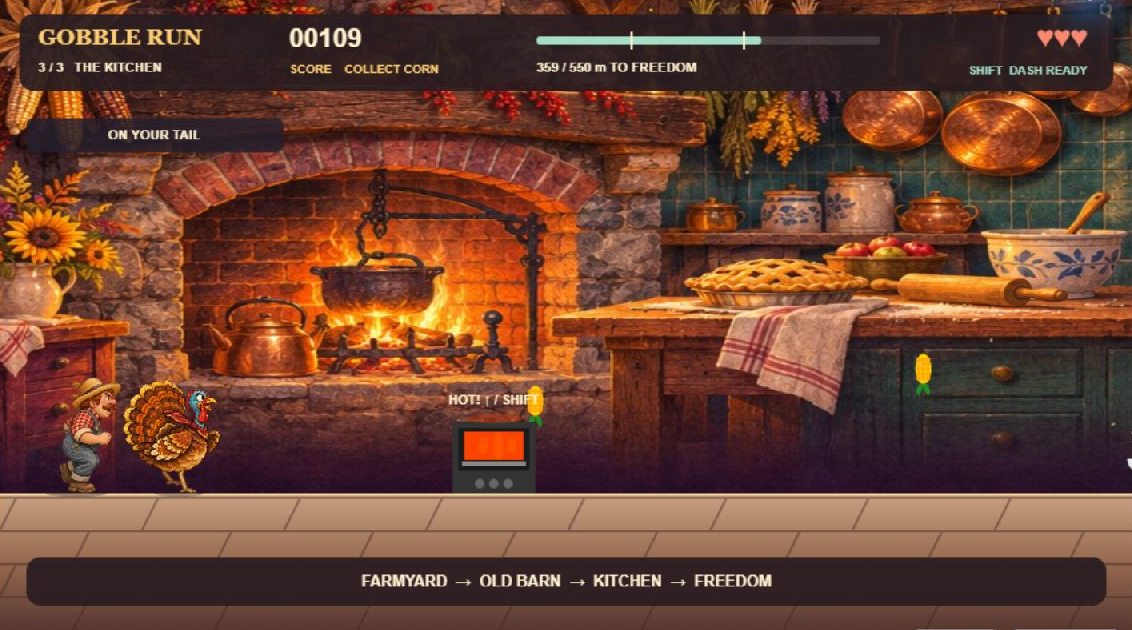 GOBBLE RUN
3 / 3 THE KITCHEN
00109
SCORE COLLECT CORN
359 / 550 m TO FREEDOM
♥♥♥
SHIFT DASH READY
ON YOUR TAIL
HOT! ↑ / SHIFT
FARMYARD → OLD BARN → KITCHEN → FREEDOM